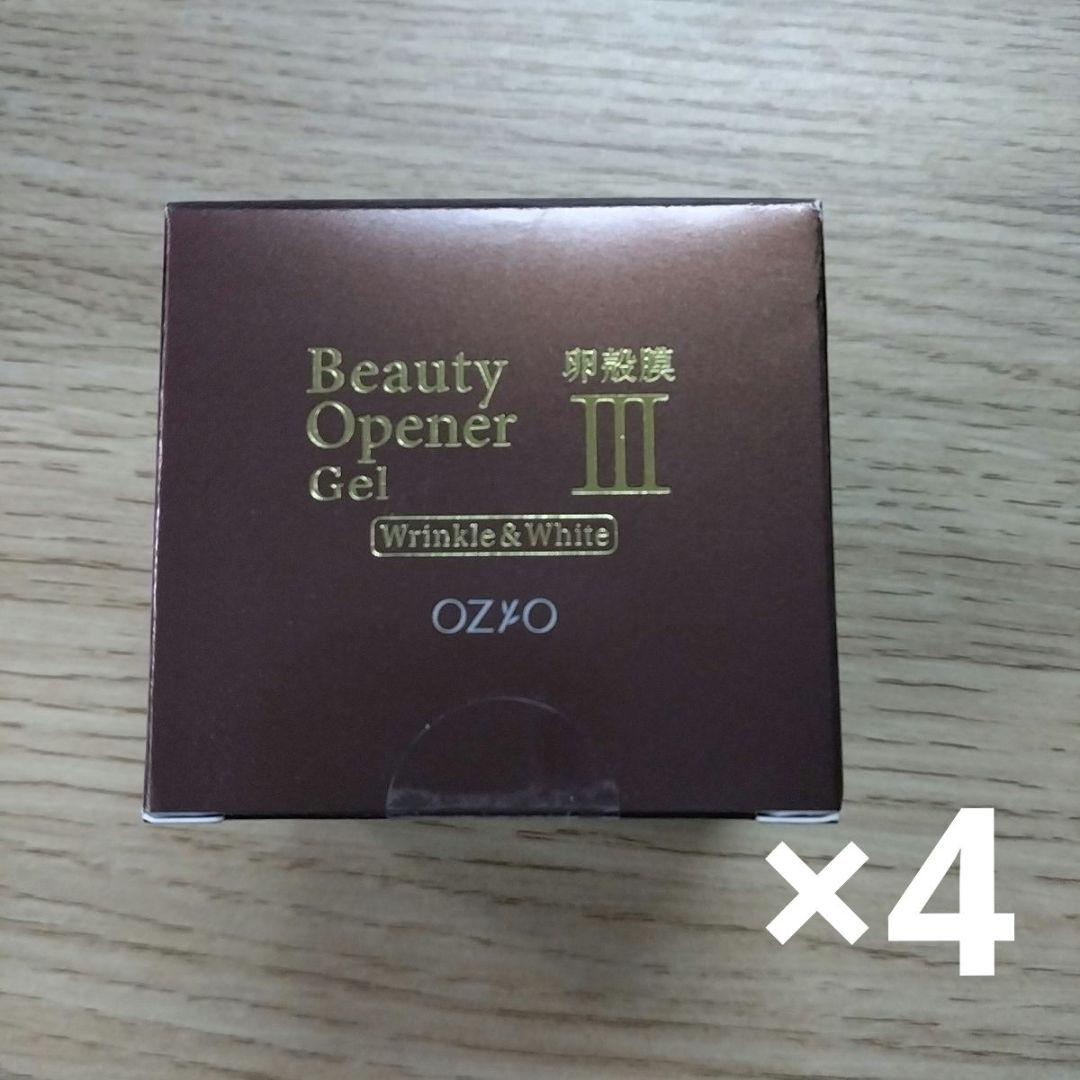 Beauty
Opener
Gel
卵殻膜
III
Wrinkle&White
OZIO
×4